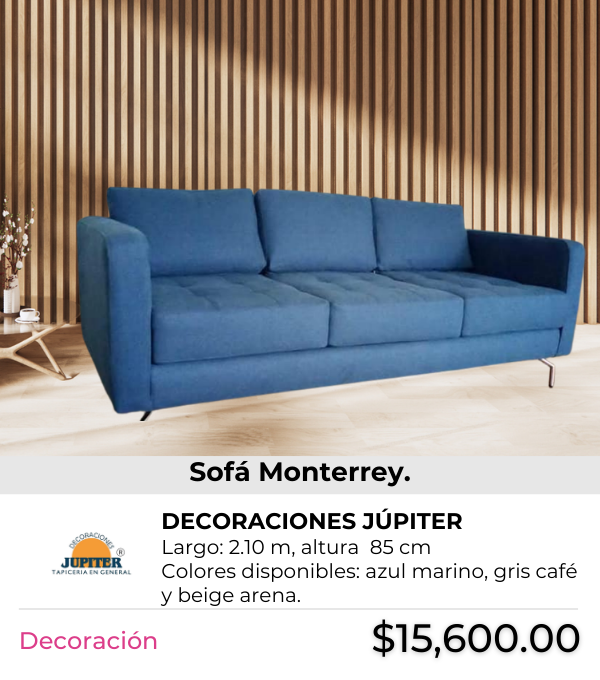 Sofá Monterrey.
DECORACIONES JÚPITER
Largo: 2.10 m, altura  85 cm
Colores disponibles: azul marino, gris café
y beige arena.
DECORACIONES
JUPITER®
TAPICERIA EN GENERAL
Decoración
$15,600.00